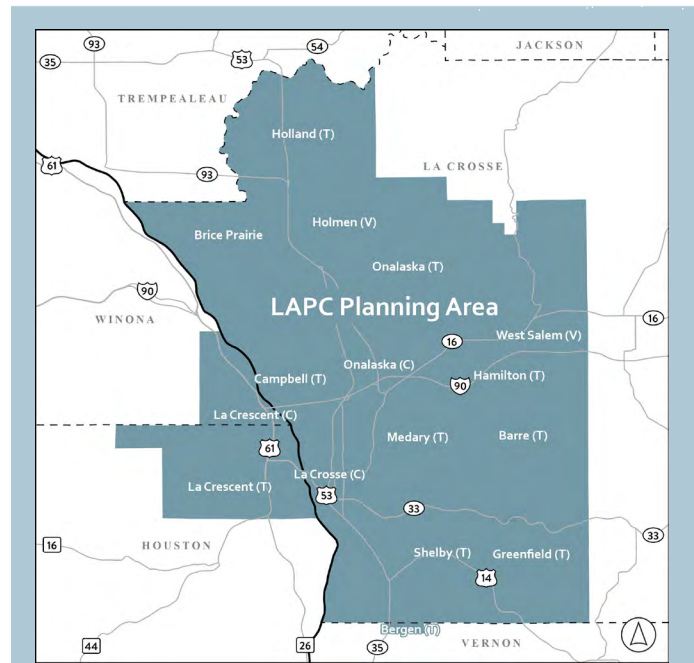 93
54
35
53
JACKSON
TREMPEALEAU
Holland (T)
61
LA CROSSE
93
Holmen (V)
Brice Prairie
Onalaska (T)
90
LAPC Planning Area
WINONA
16
West Salem (V)
16
Onalaska (C)
Hamilton (T)
Campbell (T)
90
La Crescent (C)
Medary (T)
Barre (T)
61
La Crosse (C)
La Crescent (T)
53
33
33
16
HOUSTON
Shelby (T)
Greenfield (T)
14
Bergen (T)
44
26
35
VERNON